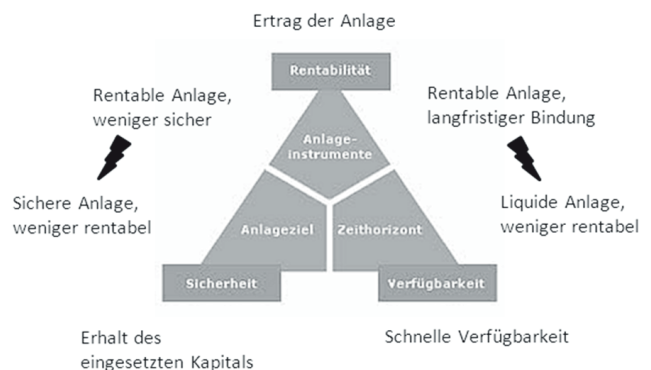 Ertrag der Anlage
Rentabilität
Rentable Anlage,
weniger sicher
Rentable Anlage,
langfristiger Bindung
Anlage-
instrumente
Sichere Anlage,
weniger rentabel
Liquide Anlage,
weniger rentabel
Anlageziel
Zeithorizont
Sicherheit
Verfügbarkeit
Erhalt des
eingesetzten Kapitals
Schnelle Verfügbarkeit